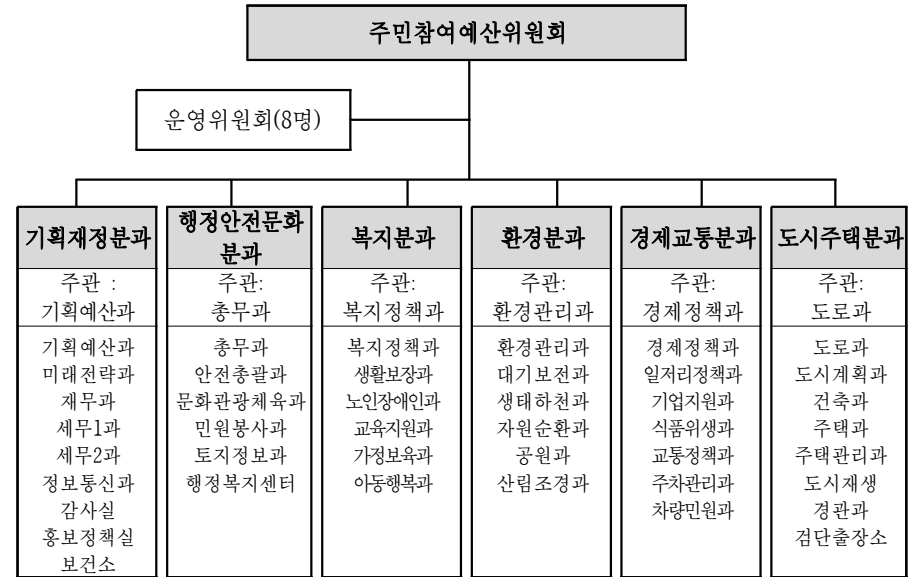 주민참여예산위원회
운영위원회(8명)
기획재정분과
주관 :
기획예산과
기획예산과
미래전략과
재무과
세무1과
세무2과
정보통신과
감사실
홍보정책실
보건소
행정안전문화
분과
주관:
총무과
총무과
안전총괄과
문화관광체육과
민원봉사과
토지정보과
행정복지센터
복지분과
주관:
복지정책과
복지정책과
생활보장과
노인장애인과
교육지원과
가정보육과
아동행복과
환경분과
주관:
환경관리과
환경관리과
대기보전과
생태하천과
자원순환과
공원과
산림조경과
경제교통분과
주관:
경제정책과
경제정책과
일저리정책과
기업지원과
식품위생과
교통정책과
주차관리과
차량민원과
도시주택분과
주관:
도로과
도로과
도시계획과
건축과
주택과
주택관리과
도시재생
경관과
검단출장소